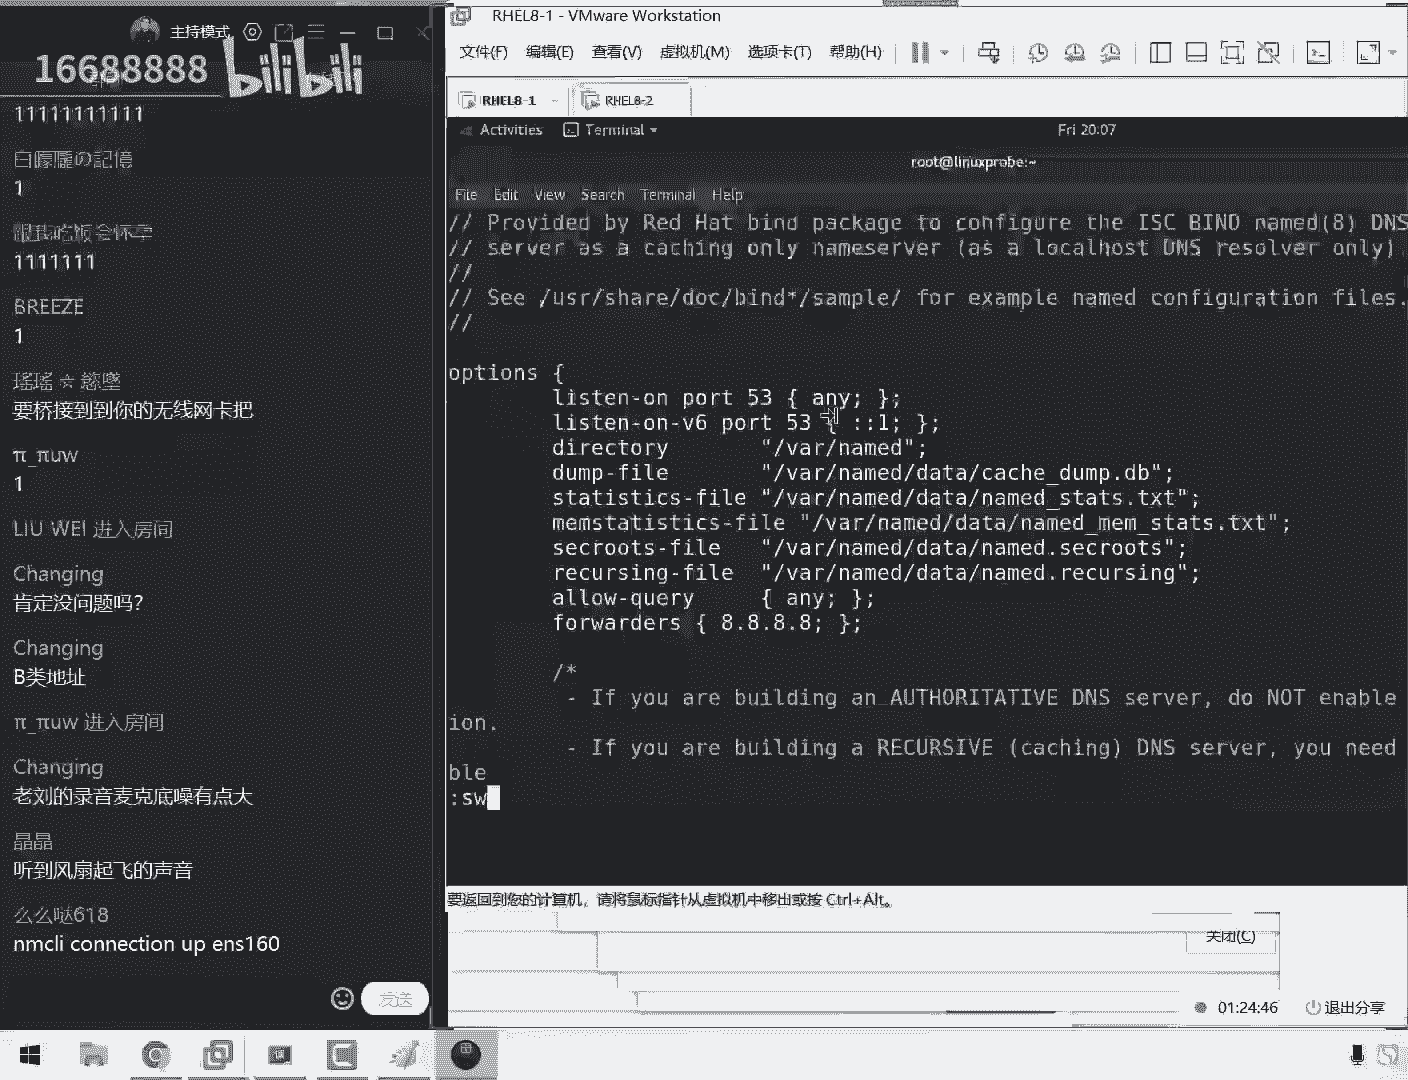 主持模式
16688888 bilibili
11111111111
白朦朧の記憶
1
跟我吃饭会怀孕
1111111
BREEZE
1
要桥接到到你的无线网卡把
π_πuw
1
LIU WEI 进入房间
Changing
肯定没问题吗?
Changing
B类地址
π_πuw 进入房间
Changing
老刘的录音麦克底噪有点大
晶晶
听到风扇起飞的声音
么么哒618
nmcli connection up ens160
发送
RHEL8-1 - VMware Workstation
文件(F) 编辑(E) 查看(V) 虚拟机(M) 选项卡(T) 帮助(H)
RHEL8-1 RHEL8-2
Activities Terminal Fri 20:07
root@linuxprobe:~
File Edit View Search Terminal Help
// Provided by Red Hat bind package to configure the ISC BIND named(8) DNS
// server as a caching only nameserver (as a localhost DNS resolver only)
//
// See /usr/share/doc/bind*/sample/ for example named configuration files.
//
options {
listen-on port 53 { any; };
listen-on-v6 port 53 { ::1; };
directory "/var/named";
dump-file "/var/named/data/cache_dump.db";
statistics-file "/var/named/data/named_stats.txt";
memstatistics-file "/var/named/data/named_mem_stats.txt";
secroots-file "/var/named/data/named.secroots";
recursing-file "/var/named/data/named.recursing";
allow-query { any; };
forwarders { 8.8.8.8; };
/*
- If you are building an AUTHORITATIVE DNS server, do NOT enable
ion.
- If you are building a RECURSIVE (caching) DNS server, you need
ble
:sw
要返回到您的计算机，请将鼠标指针从虚拟机中移出或按 Ctrl+Alt。
关闭(C)
01:24:46 退出分享